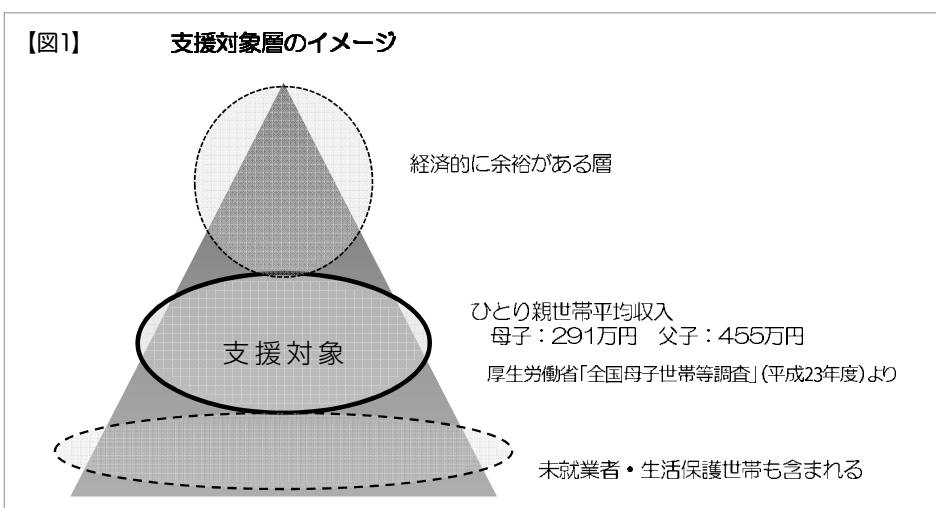 【図1】 支援対象層のイメージ
経済的に余裕がある層
ひとり親世帯平均収入
母子：291万円 父子：455万円
支援対象
厚生労働省「全国母子世帯等調査」（平成23年度）より
未就業者・生活保護世帯も含まれる